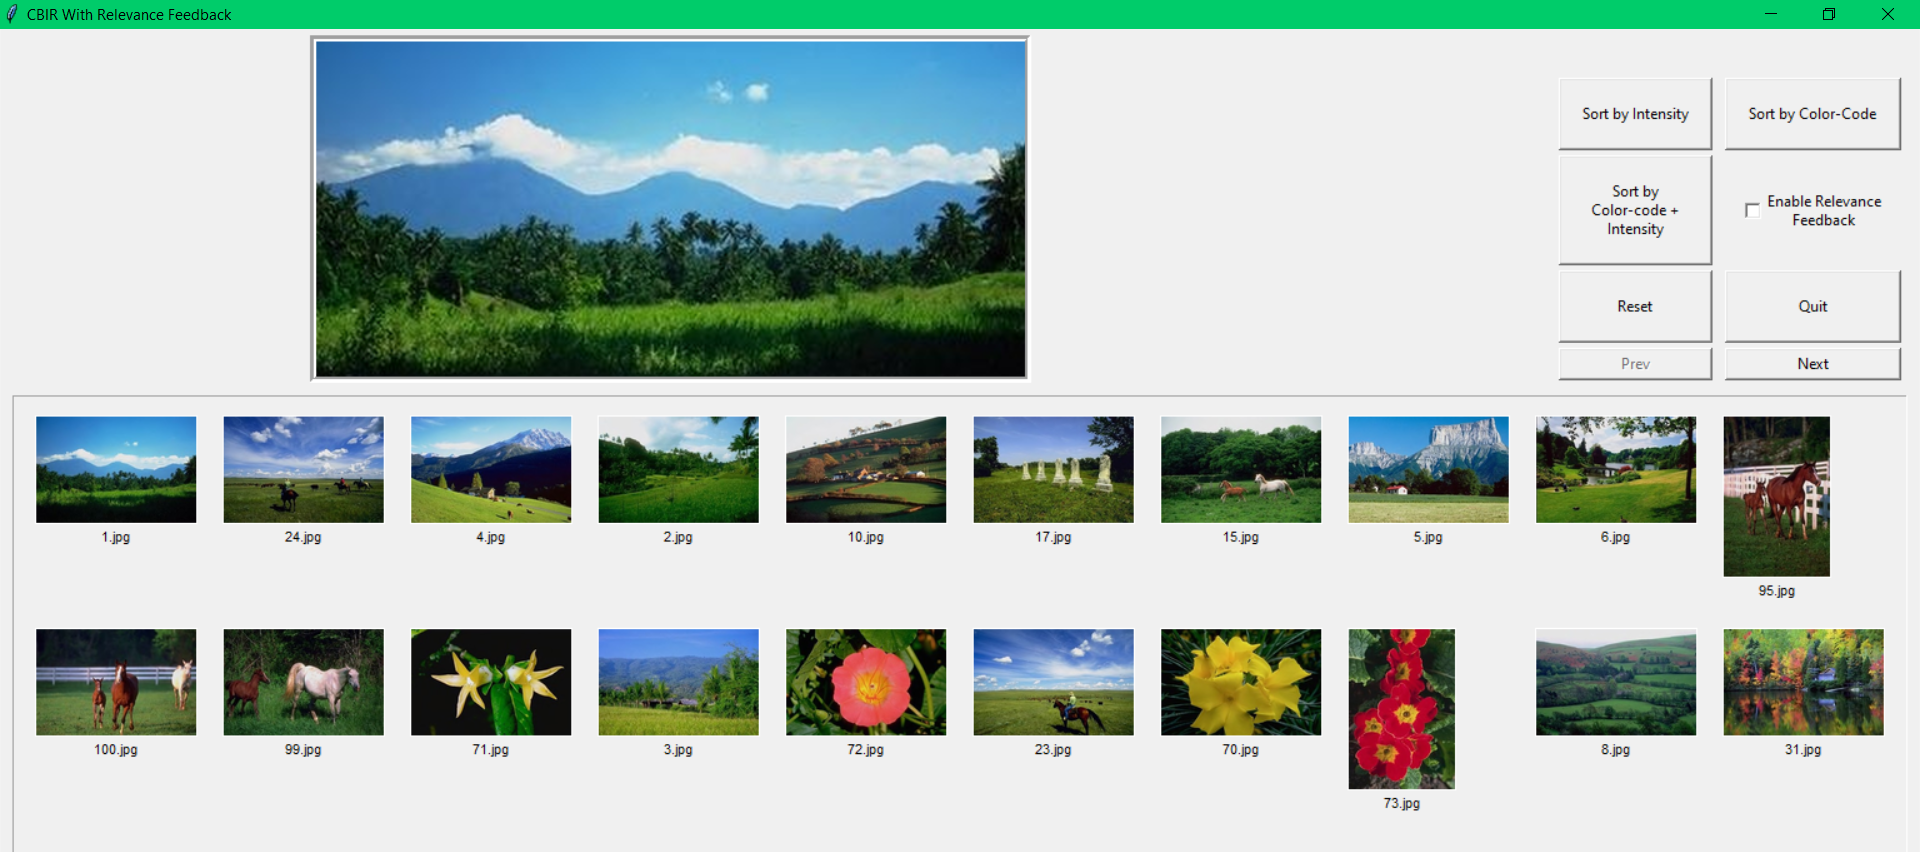 CBIR With Relevance Feedback
Sort by Intensity
Sort by Color-Code
Sort by
Color-code +
Intensity
Enable Relevance
Feedback
Reset
Quit
Prev
Next
1.jpg
24.jpg
4.jpg
2.jpg
10.jpg
17.jpg
15.jpg
5.jpg
6.jpg
95.jpg
100.jpg
99.jpg
71.jpg
3.jpg
72.jpg
23.jpg
70.jpg
73.jpg
8.jpg
31.jpg